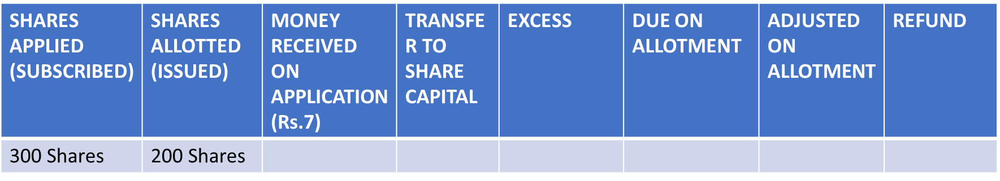 SHARES
APPLIED
(SUBSCRIBED)
SHARES
ALLOTTED
(ISSUED)
MONEY
RECEIVED
ON
APPLICATION
(Rs.7)
TRANSFE
R TO
SHARE
CAPITAL
EXCESS
DUE ON
ALLOTMENT
ADJUSTED
ON
ALLOTMENT
REFUND
300 Shares
200 Shares